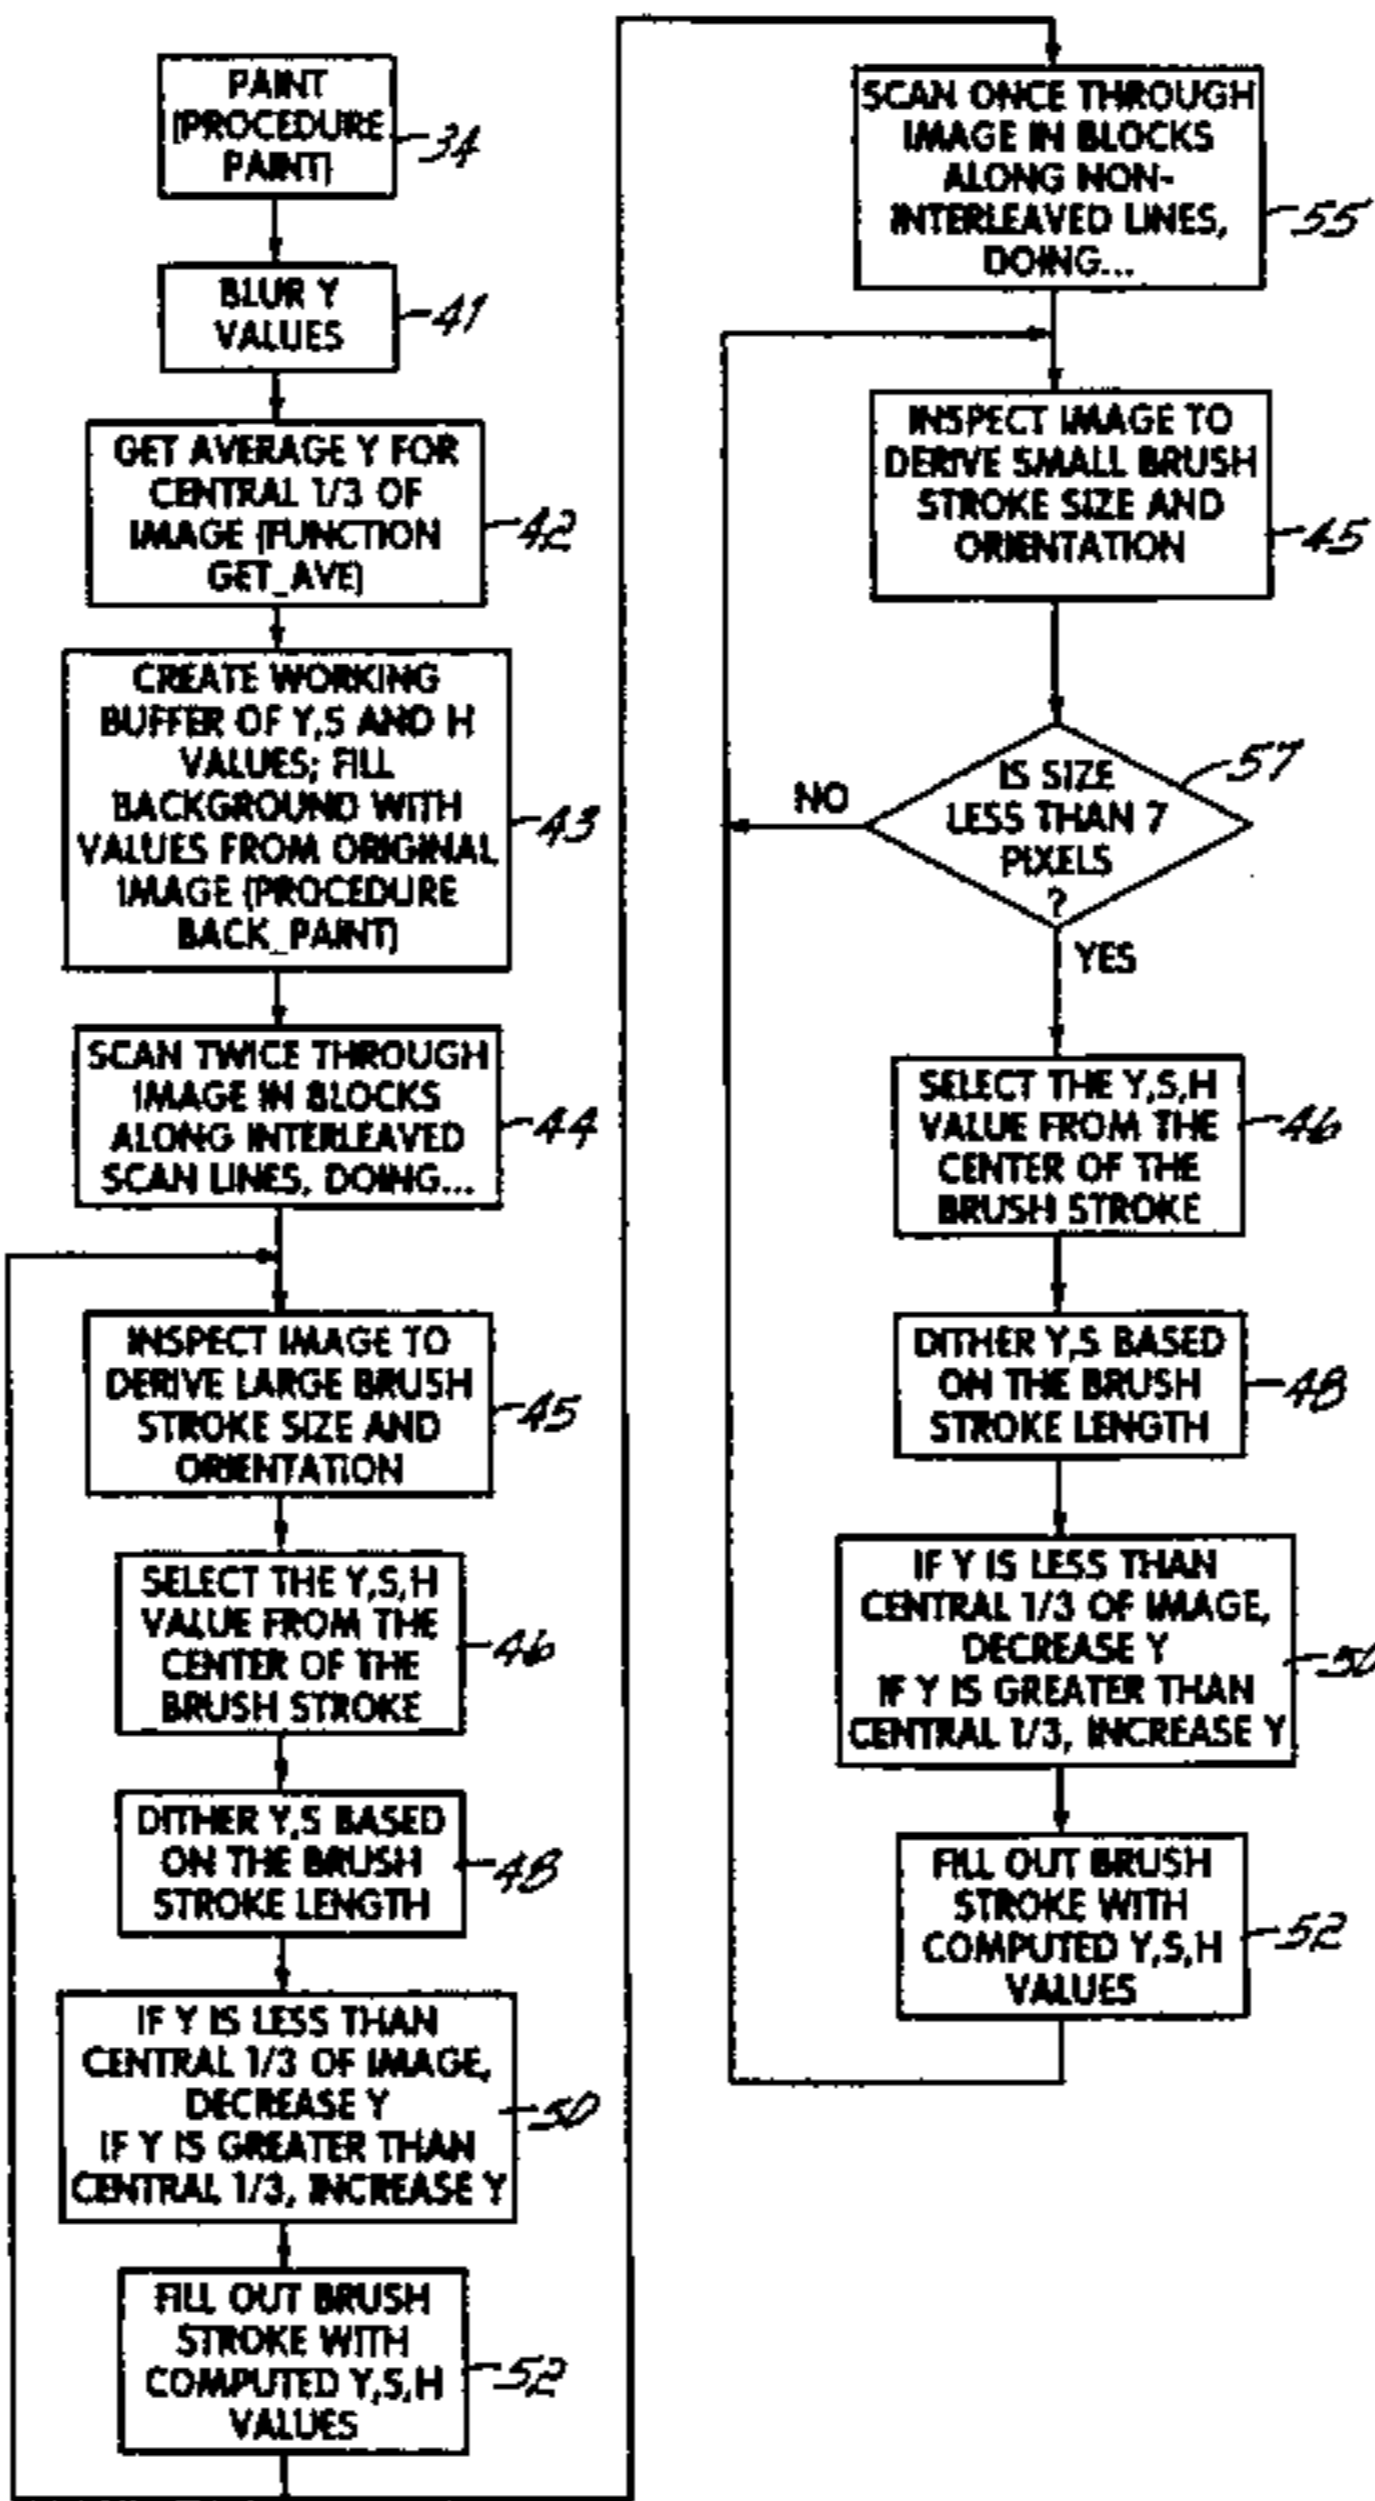 PAINT
(PROCEDURE
PAINT)
34
BLUR Y
VALUES
41
GET AVERAGE Y FOR
CENTRAL 1/3 OF
IMAGE (FUNCTION
GET_AVE)
42
CREATE WORKING
BUFFER OF Y,S AND H
VALUES; FILL
BACKGROUND WITH
VALUES FROM ORIGINAL
IMAGE (PROCEDURE
BACK_PAINT)
43
SCAN TWICE THROUGH
IMAGE IN BLOCKS
ALONG INTERLEAVED
SCAN LINES, DOING...
44
INSPECT IMAGE TO
DERIVE LARGE BRUSH
STROKE SIZE AND
ORIENTATION
45
SELECT THE Y,S,H
VALUE FROM THE
CENTER OF THE
BRUSH STROKE
46
DITHER Y,S BASED
ON THE BRUSH
STROKE LENGTH
48
IF Y IS LESS THAN
CENTRAL 1/3 OF IMAGE,
DECREASE Y
IF Y IS GREATER THAN
CENTRAL 1/3, INCREASE Y
50
FILL OUT BRUSH
STROKE WITH
COMPUTED Y,S,H
VALUES
52
SCAN ONCE THROUGH
IMAGE IN BLOCKS
ALONG NON-
INTERLEAVED LINES,
DOING...
55
INSPECT IMAGE TO
DERIVE SMALL BRUSH
STROKE SIZE AND
ORIENTATION
45
IS SIZE
LESS THAN 7
PIXELS
?
57
NO
YES
SELECT THE Y,S,H
VALUE FROM THE
CENTER OF THE
BRUSH STROKE
46
DITHER Y,S BASED
ON THE BRUSH
STROKE LENGTH
48
IF Y IS LESS THAN
CENTRAL 1/3 OF IMAGE,
DECREASE Y
IF Y IS GREATER THAN
CENTRAL 1/3, INCREASE Y
50
FILL OUT BRUSH
STROKE WITH
COMPUTED Y,S,H
VALUES
52